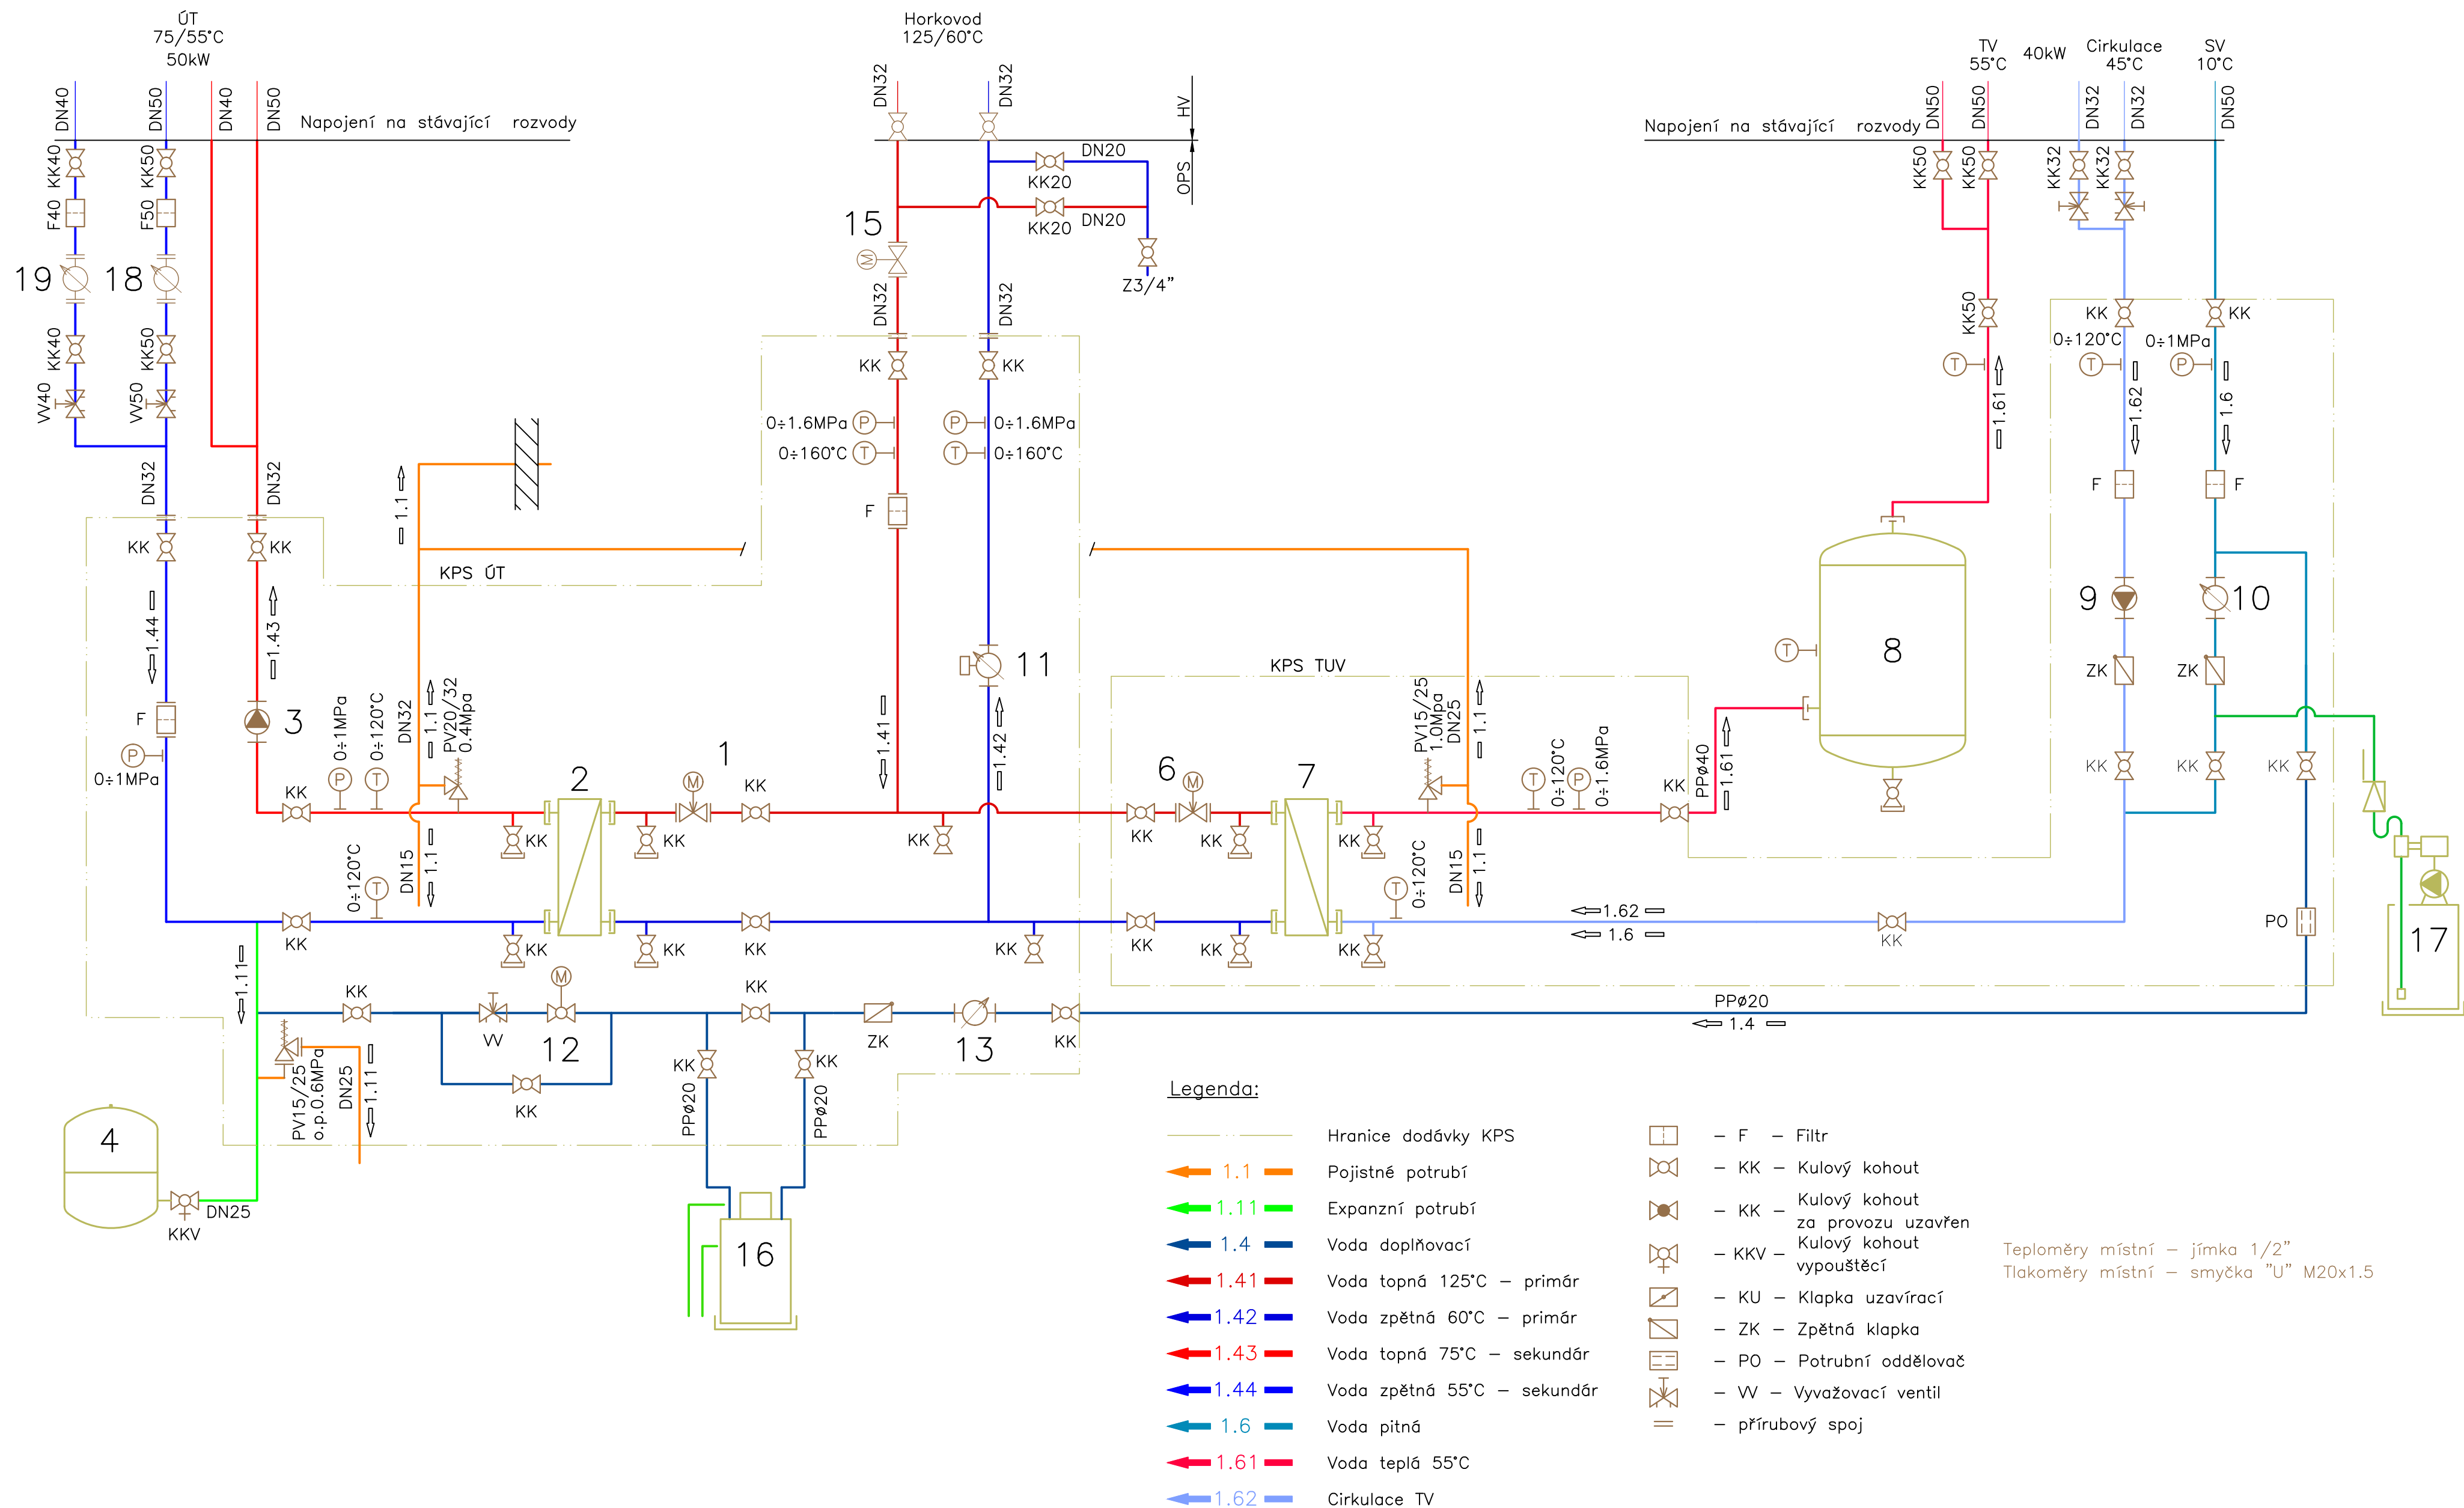 ÚT
75/55°C
50kW
Horkovod
125/60°C
TV
55°C
40kW
Cirkulace
45°C
SV
10°C
DN40
DN50
DN40
DN50
Napojení na stávající rozvody
DN32
DN32
HV
OPS
Napojení na stávající rozvody
DN50
DN50
DN32
DN32
DN50
KK40
KK50
F40
F50
19
18
KK40
KK50
VV40
VV50
DN32
DN32
15
M
KK20
DN20
KK20
DN20
Z3/4"
DN32
DN32
KK50
KK50
KK32
KK32
KK50
T
KK
KK
0÷120°C
T
0÷1MPa
P
1.61
1.62
1.6
KK
KK
0÷1.6MPa
P
P
0÷1.6MPa
0÷160°C
T
T
0÷160°C
F
F
F
KK
KK
KPS ÚT
1.1
1.44
1.43
F
3
P
0÷1MPa
0÷1MPa
P
0÷120°C
T
DN32
1.1
PV20/32
0.4Mpa
KK
2
M
1
KK
1.41
1.42
11
KPS TUV
6
M
7
PV15/25
1.0Mpa
DN25
1.1
T
0÷120°C
P
0÷1.6MPa
KK
PPø40
1.61
T
8
9
10
ZK
ZK
KK
KK
KK
KK
KK
KK
KK
KK
KK
0÷120°C
T
DN15
1.1
KK
T
0÷120°C
DN15
1.1
KK
KK
KK
KK
KK
KK
KK
KK
1.62
1.6
KK
PO
17
1.11
KK
M
VV
12
KK
KK
ZK
13
KK
PPø20
1.4
PV15/25
o.p.0.6MPa
DN25
1.11
KK
KK
PPø20
PPø20
4
KKV
DN25
16
Legenda:
Hranice dodávky KPS
1.1 Pojistné potrubí
1.11 Expanzní potrubí
1.4 Voda doplňovací
1.41 Voda topná 125°C – primár
1.42 Voda zpětná 60°C – primár
1.43 Voda topná 75°C – sekundár
1.44 Voda zpětná 55°C – sekundár
1.6 Voda pitná
1.61 Voda teplá 55°C
1.62 Cirkulace TV
– F – Filtr
– KK – Kulový kohout
– KK – Kulový kohout
za provozu uzavřen
– KKV – Kulový kohout
vypouštěcí
– KU – Klapka uzavírací
– ZK – Zpětná klapka
– PO – Potrubní oddělovač
– VV – Vyvažovací ventil
– přírubový spoj
Teploměry místní – jímka 1/2"
Tlakoměry místní – smyčka "U" M20x1.5